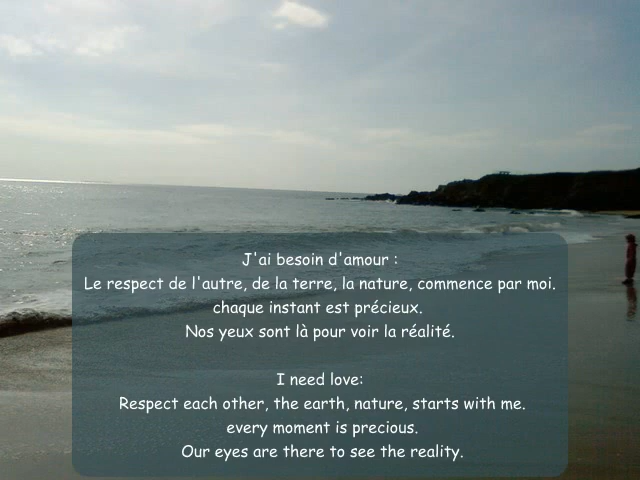 J'ai besoin d'amour :
Le respect de l'autre, de la terre, la nature, commence par moi.
chaque instant est précieux.
Nos yeux sont là pour voir la réalité.
I need love:
Respect each other, the earth, nature, starts with me.
every moment is precious.
Our eyes are there to see the reality.